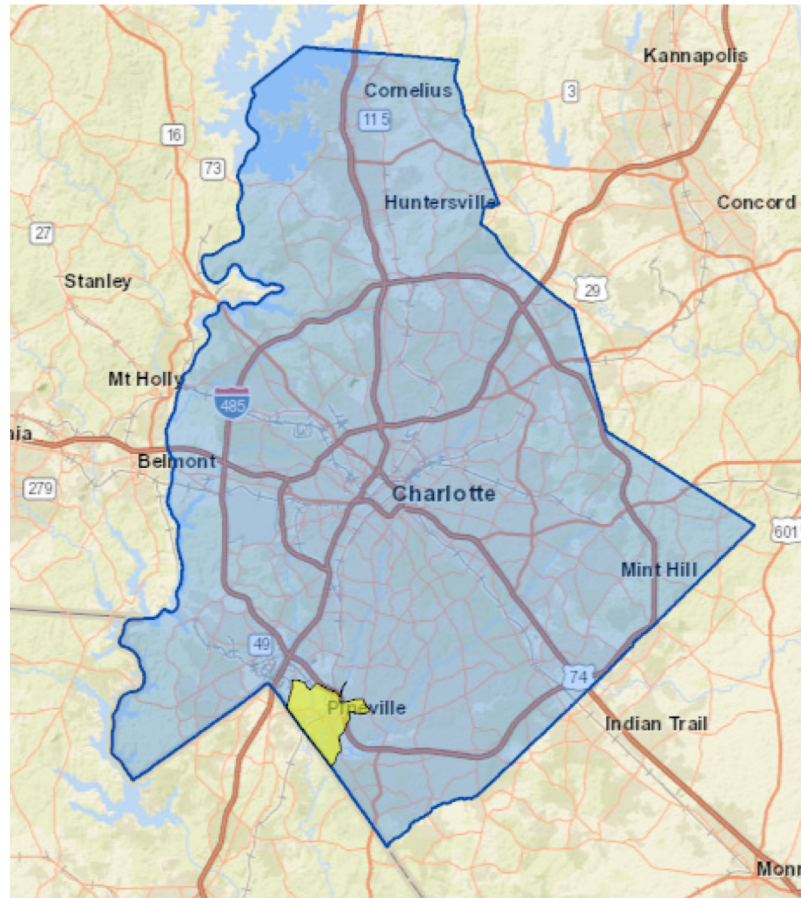 Kannapolis
Cornelius
3
115
16
73
Huntersville
Concord
27
Stanley
29
Mt Holly
485
nia
Belmont
279
Charlotte
601
Mint Hill
49
74
Pineville
Indian Trail
Monr